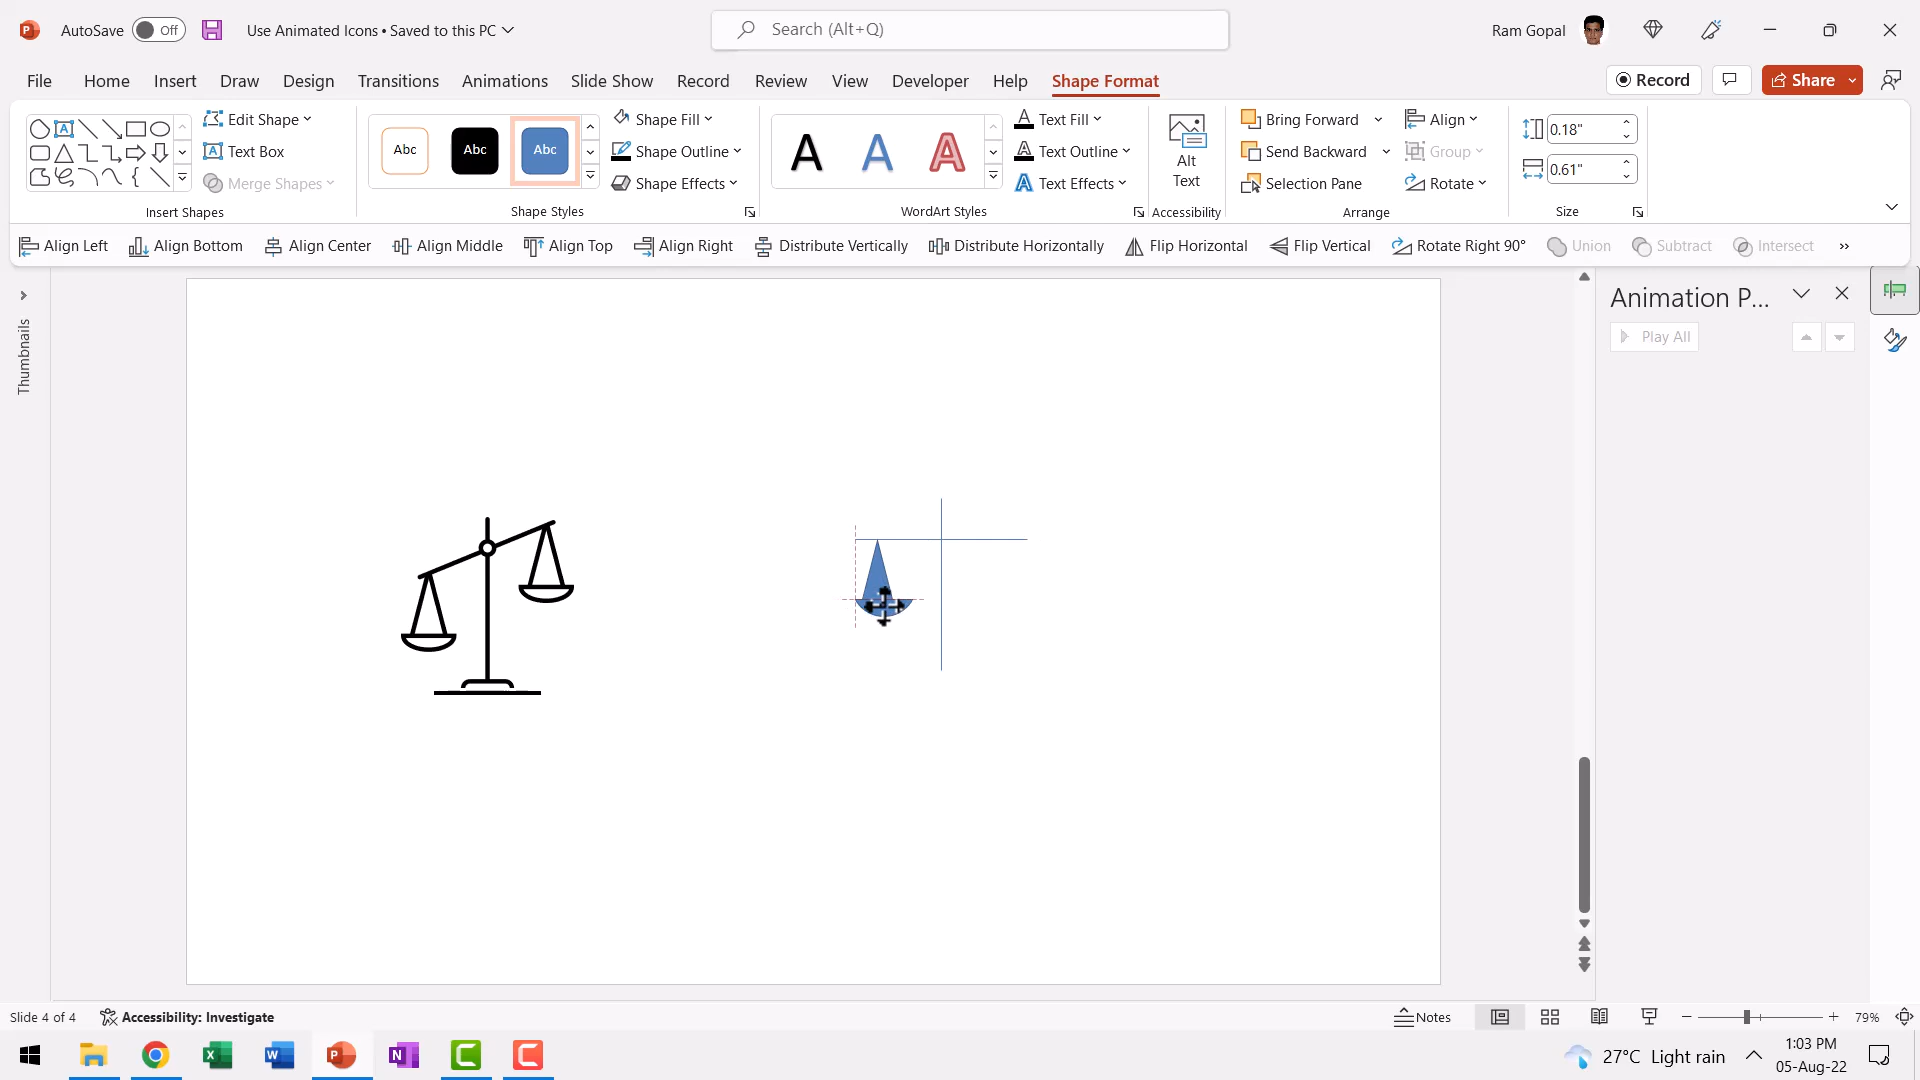 AutoSave Off Use Animated Icons • Saved to this PC Search (Alt+Q) Ram Gopal
File Home Insert Draw Design Transitions Animations Slide Show Record Review View Developer Help Shape Format Record Share
Edit Shape
Text Box
Merge Shapes
Insert Shapes
Abc Abc Abc
Shape Fill
Shape Outline
Shape Effects
Shape Styles
A A A
Text Fill
Text Outline
Text Effects
WordArt Styles
Alt
Text
Accessibility
Bring Forward
Send Backward
Selection Pane
Align
Group
Rotate
Arrange
0.18"
0.61"
Size
Align Left Align Bottom Align Center Align Middle Align Top Align Right Distribute Vertically Distribute Horizontally Flip Horizontal Flip Vertical Rotate Right 90° Union Subtract Intersect
Thumbnails
Animation P...
Play All
Slide 4 of 4 Accessibility: Investigate Notes 79%
27°C Light rain
1:03 PM
05-Aug-22